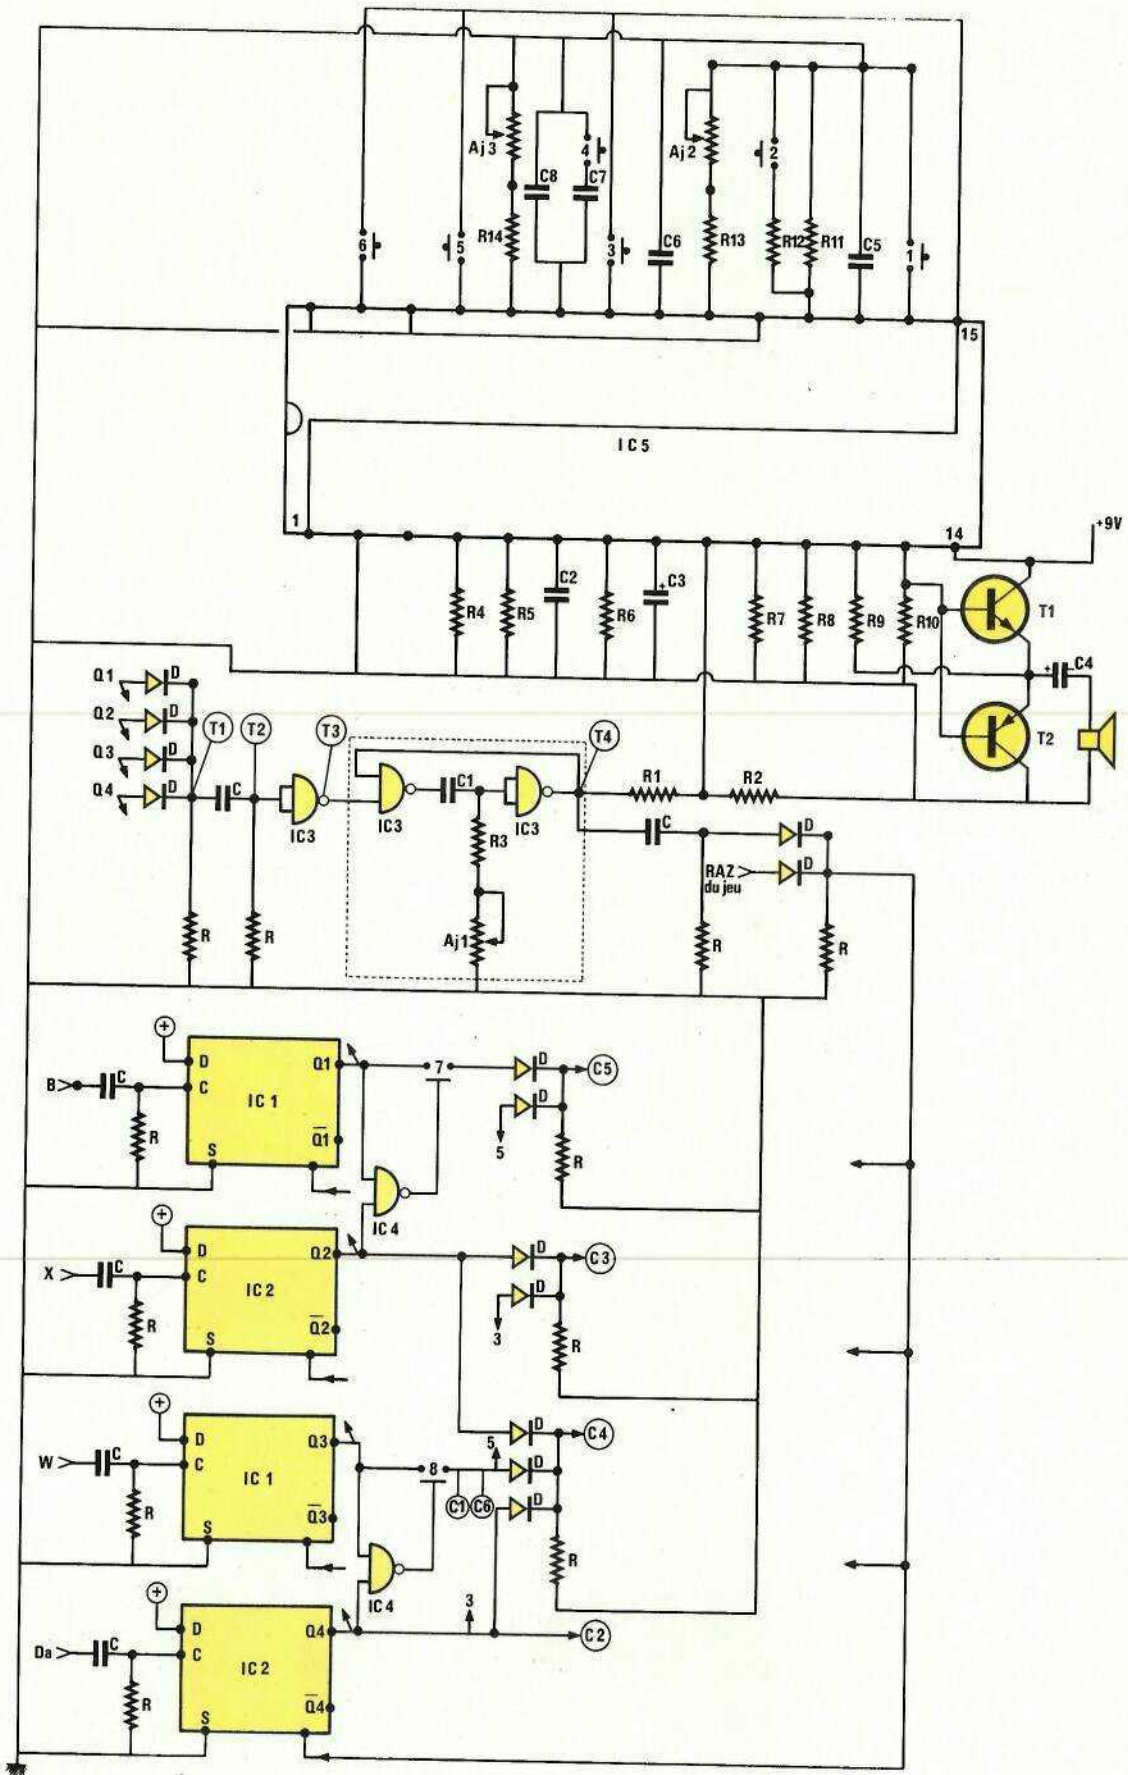 Aj3
4
Aj2
2
C8
C7
6
5
R14
3
C6
R13
R12
R11
C5
1
15
IC5
1
14
+9V
R4
R5
C2
R6
+
C3
R7
R8
R9
R10
T1
Q1
D
Q2
D
Q3
D
Q4
D
T1
T2
T3
T4
+
C4
T2
C
IC3
IC3
C1
IC3
R1
R2
R3
C
D
RAZ
du jeu
D
R
R
Aj1
R
R
+
D
Q1
7
D
C5
B
C
C
IC1
D
5
R
Q1
R
S
IC4
+
D
Q2
D
C3
X
C
C
IC2
D
3
R
Q2
R
S
+
D
Q3
D
C4
W
C
C
IC1
8
5
D
C1
C6
D
R
Q3
R
S
IC4
+
D
Q4
3
C2
Da
C
C
IC2
R
Q4
S